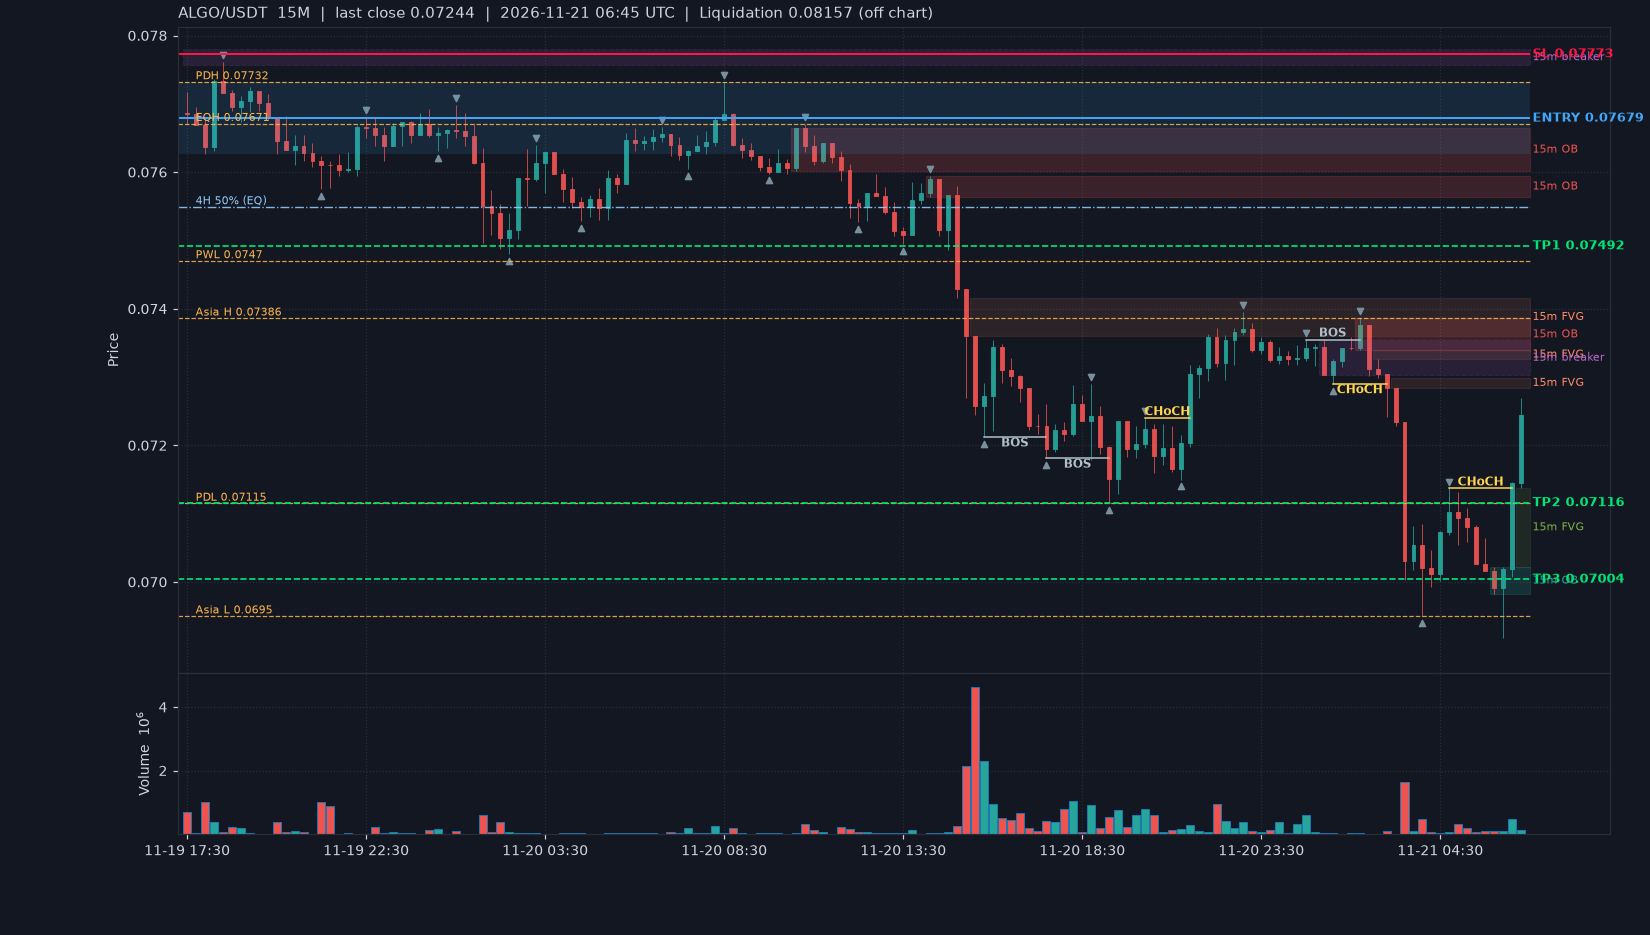 ALGO/USDT  15M  |  last close 0.07244  |  2026-11-21 06:45 UTC  |  Liquidation 0.08157 (off chart)
0.078
SL 0.07773
15m breaker
PDH 0.07732
EQH 0.07671
ENTRY 0.07679
15m OB
0.076
15m OB
4H 50% (EQ)
TP1 0.07492
PWL 0.0747
0.074
Asia H 0.07386
15m FVG
BOS
15m OB
15m FVG
15m breaker
Price
15m FVG
CHoCH
CHoCH
0.072
BOS
BOS
CHoCH
PDL 0.07115
TP2 0.07116
15m FVG
0.070
TP3 0.07004
15m OB
Asia L 0.0695
Volume 10⁶
4
2
11-19 17:30
11-19 22:30
11-20 03:30
11-20 08:30
11-20 13:30
11-20 18:30
11-20 23:30
11-21 04:30